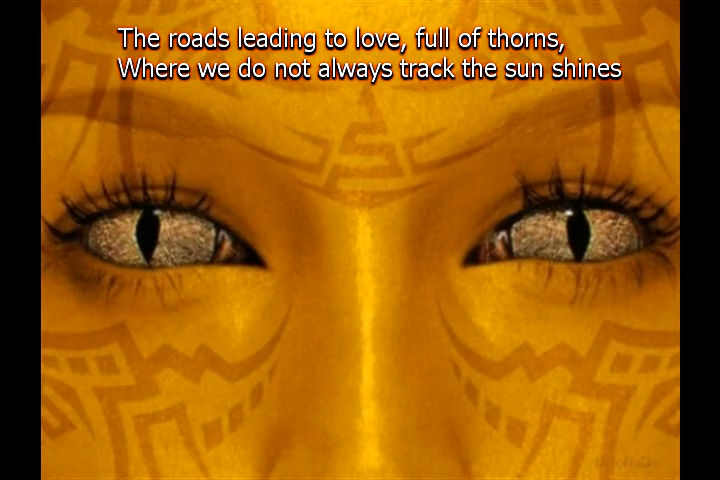 The roads leading to love, full of thorns,
Where we do not always track the sun shines